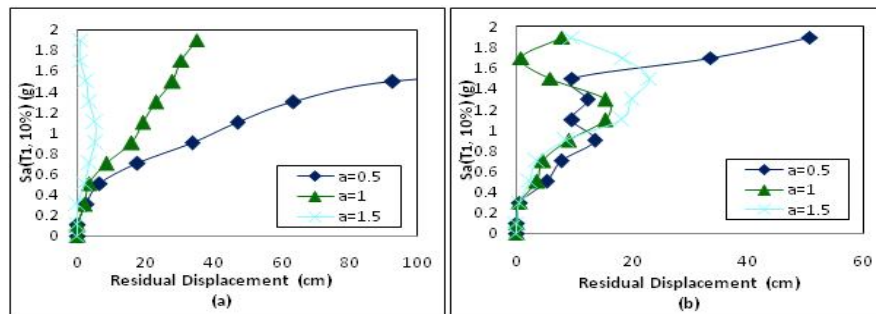 2
1.8
1.6
1.4
1.2
1
0.8
0.6
0.4
0.2
0
Sa(T1, 10%) (g)
a=0.5
a=1
a=1.5
0 20 40 60 80 100
Residual Displacement (cm)
(a)
2
1.8
1.6
1.4
1.2
1
0.8
0.6
0.4
0.2
0
Sa(T1, 10%) (g)
a=0.5
a=1
a=1.5
0 20 40 60
Residual Displacement (cm)
(b)